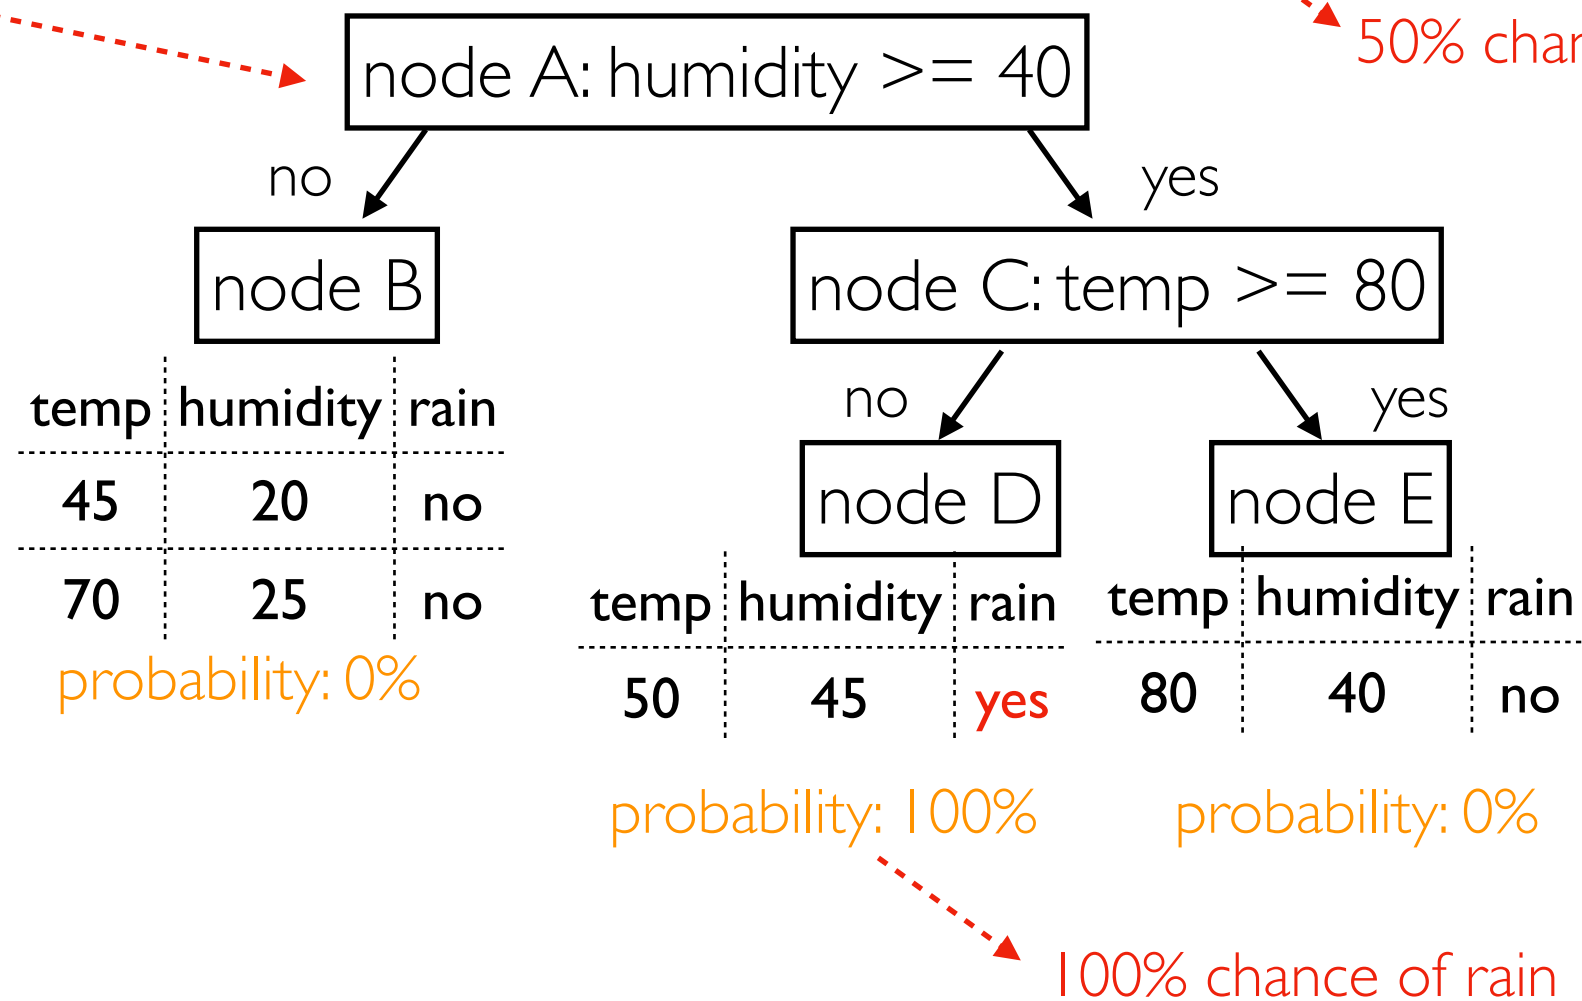 50% char
node A: humidity >= 40
no
yes
node B
node C: temp >= 80
temp humidity rain
45 20 no
70 25 no
probability: 0%
no
yes
node D
node E
temp humidity rain
50 45 yes
probability: 100%
temp humidity rain
80 40 no
probability: 0%
100% chance of rain